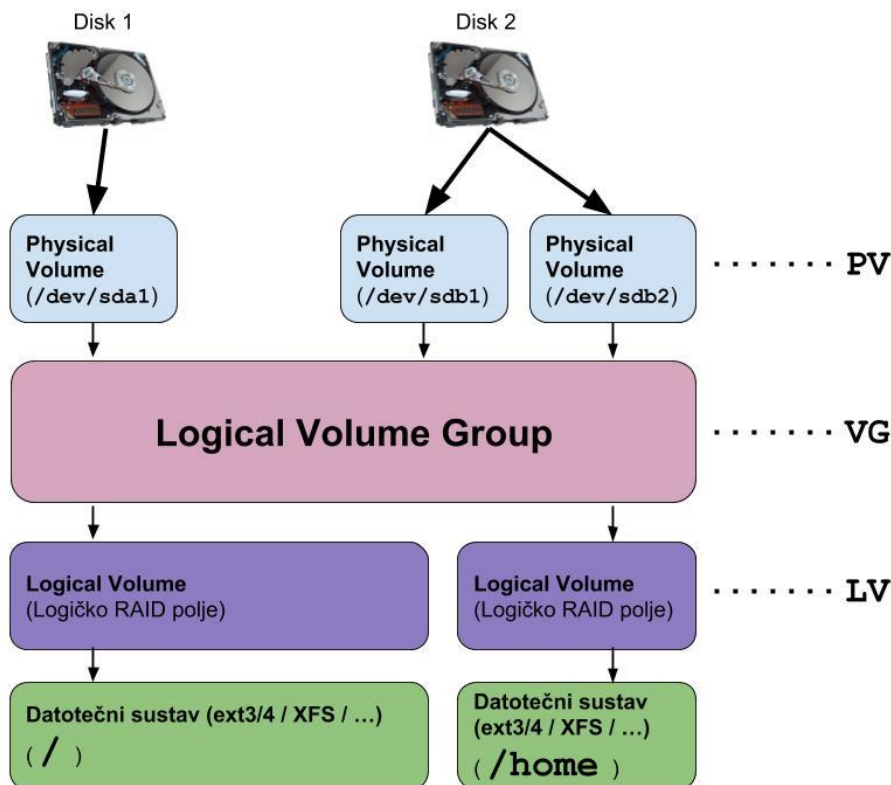 Disk 1
Disk 2
Physical
Volume
(/dev/sda1)
Physical
Volume
(/dev/sdb1)
Physical
Volume
(/dev/sdb2)
· · · · · · · PV
Logical Volume Group
· · · · · · · VG
Logical Volume
(Logičko RAID polje)
Logical Volume
(Logičko RAID polje)
· · · · · · · LV
Datotečni sustav (ext3/4 / XFS / ...)
( / )
Datotečni sustav
(ext3/4 / XFS / ...)
( /home )